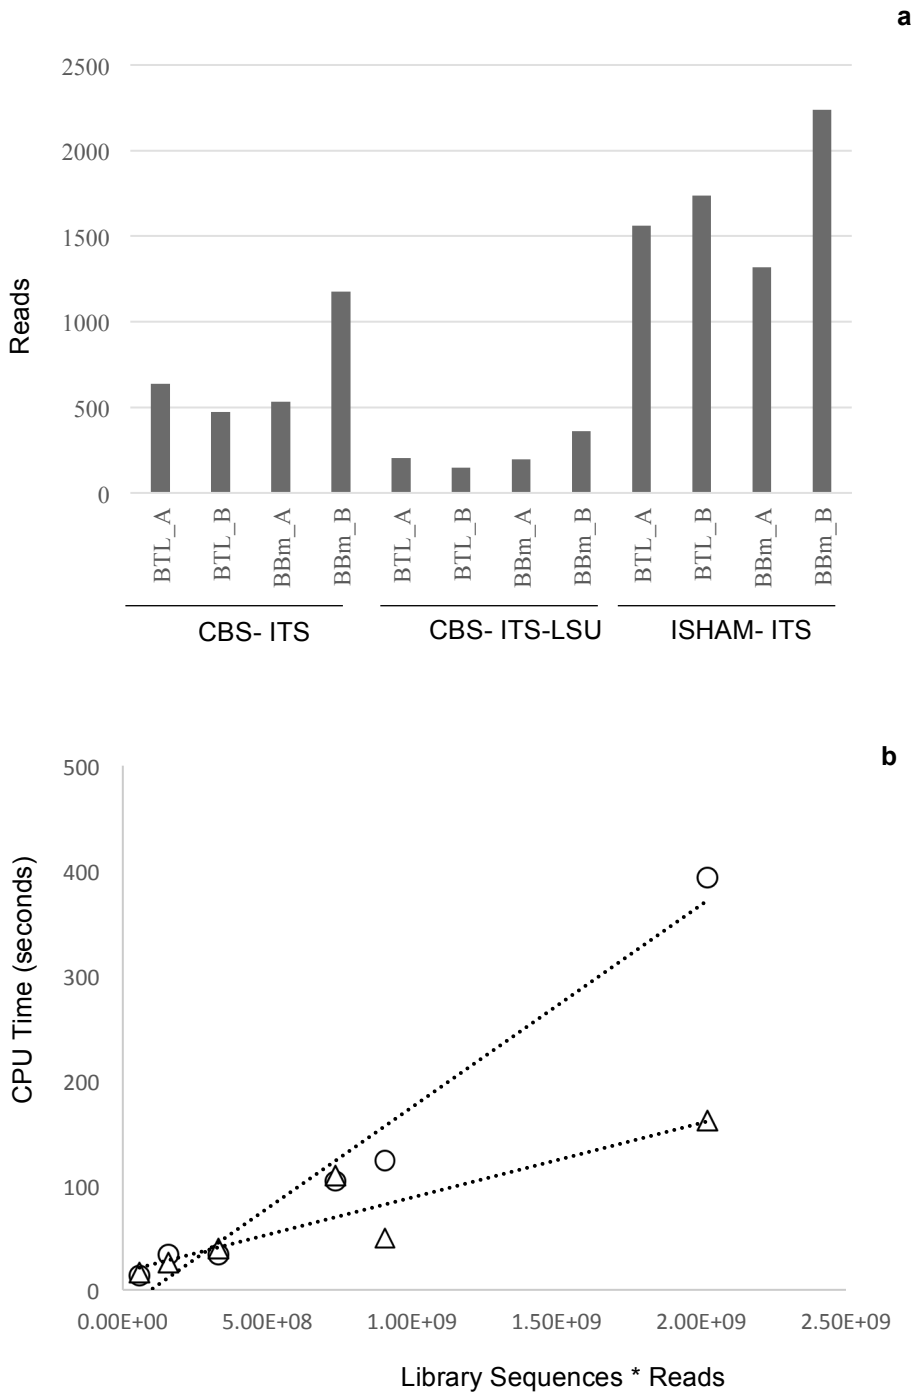 a
2500
2000
1500
1000
500
0
Reads
BTL_A
BTL_B
BBm_A
BBm_B
BTL_A
BTL_B
BBm_A
BBm_B
BTL_A
BTL_B
BBm_A
BBm_B
CBS- ITS
CBS- ITS-LSU
ISHAM- ITS
b
500
400
300
200
100
0
CPU Time (seconds)
0.00E+00
5.00E+08
1.00E+09
1.50E+09
2.00E+09
2.50E+09
Library Sequences * Reads